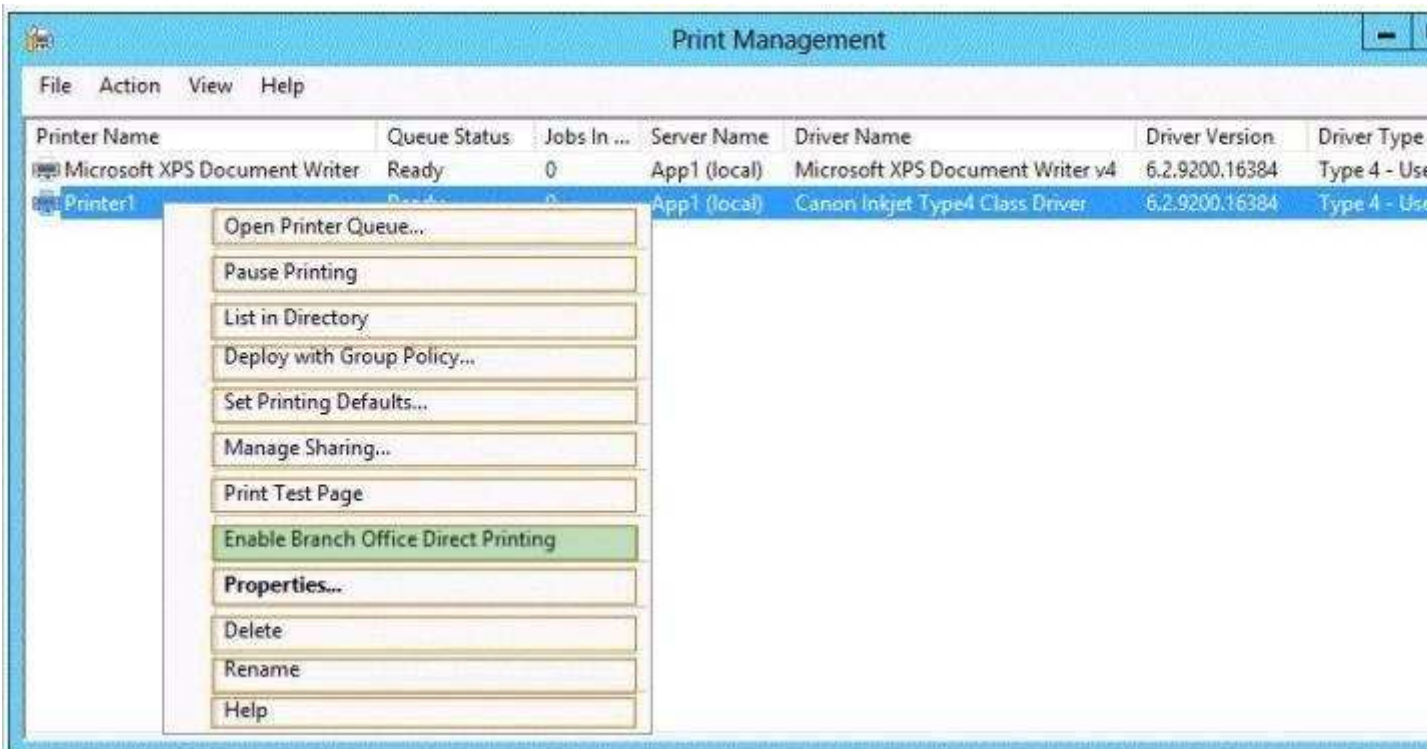 Print Management
File Action View Help
Printer Name Queue Status Jobs In ... Server Name Driver Name Driver Version Driver Type
Microsoft XPS Document Writer Ready 0 App1 (local) Microsoft XPS Document Writer v4 6.2.9200.16384 Type 4 - Use
Printer1 Ready 0 App1 (local) Canon Inkjet Type4 Class Driver 6.2.9200.16384 Type 4 - Use
Open Printer Queue...
Pause Printing
List in Directory
Deploy with Group Policy...
Set Printing Defaults...
Manage Sharing...
Print Test Page
Enable Branch Office Direct Printing
Properties...
Delete
Rename
Help